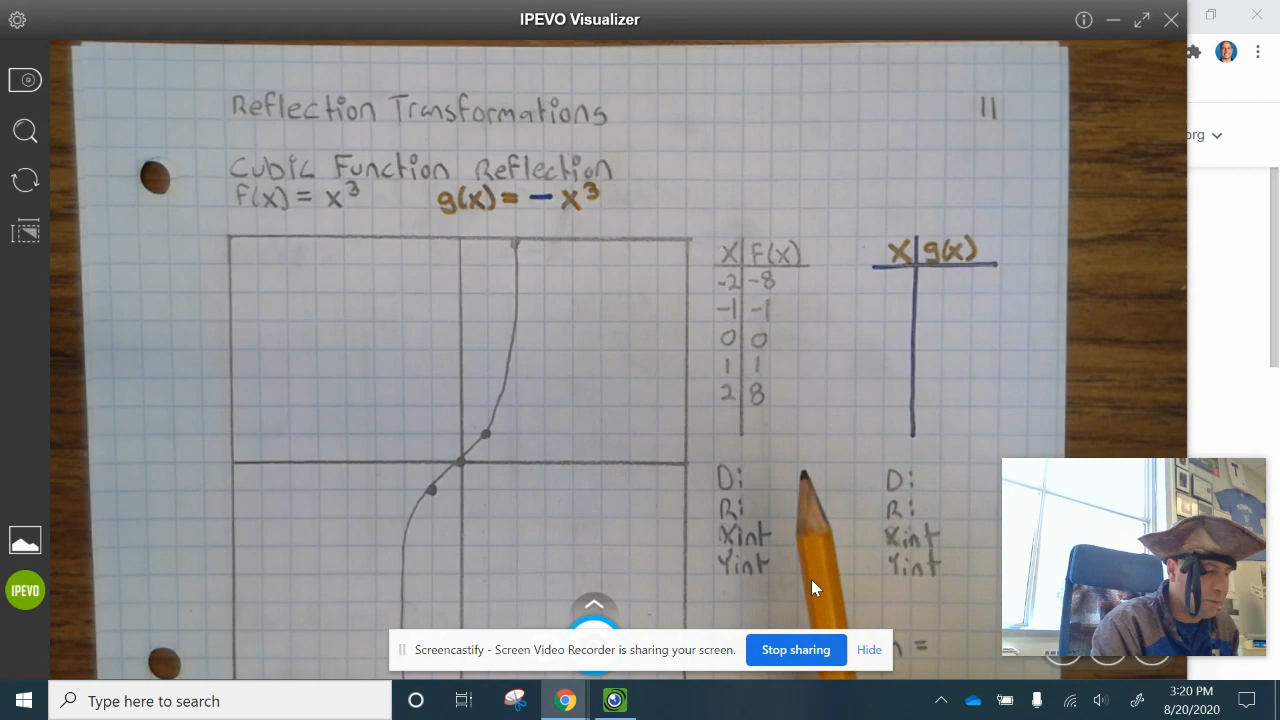 IPEVO Visualizer
org
Reflection Transformations
11
Cubic Function Reflection
f(x) = x³ g(x) = - x³
X F(X)
-2 -8
-1 -1
0 0
1 1
2 8
X g(x)
D:
R:
Xint
Yint
D:
R:
Xint
Yint
IPEVO
Screencastify - Screen Video Recorder is sharing your screen.
Stop sharing
Hide
=
Type here to search
3:20 PM
8/20/2020